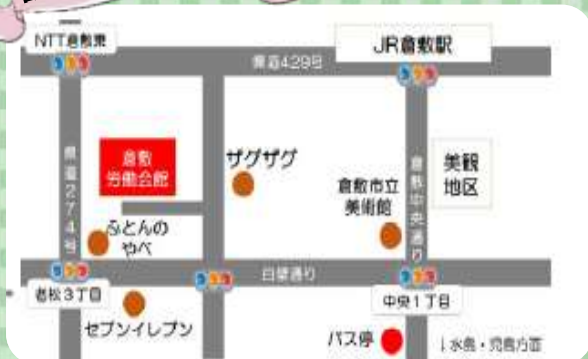 NTT倉敷東
JR倉敷駅
県道429号
県道274号
倉敷
労働会館
ザグザグ
倉敷市立
美術館
倉敷中央通り
美観
地区
ふとんの
やべ
老松3丁目
白壁通り
中央1丁目
セブンイレブン
バス停
↓水島・児島方面